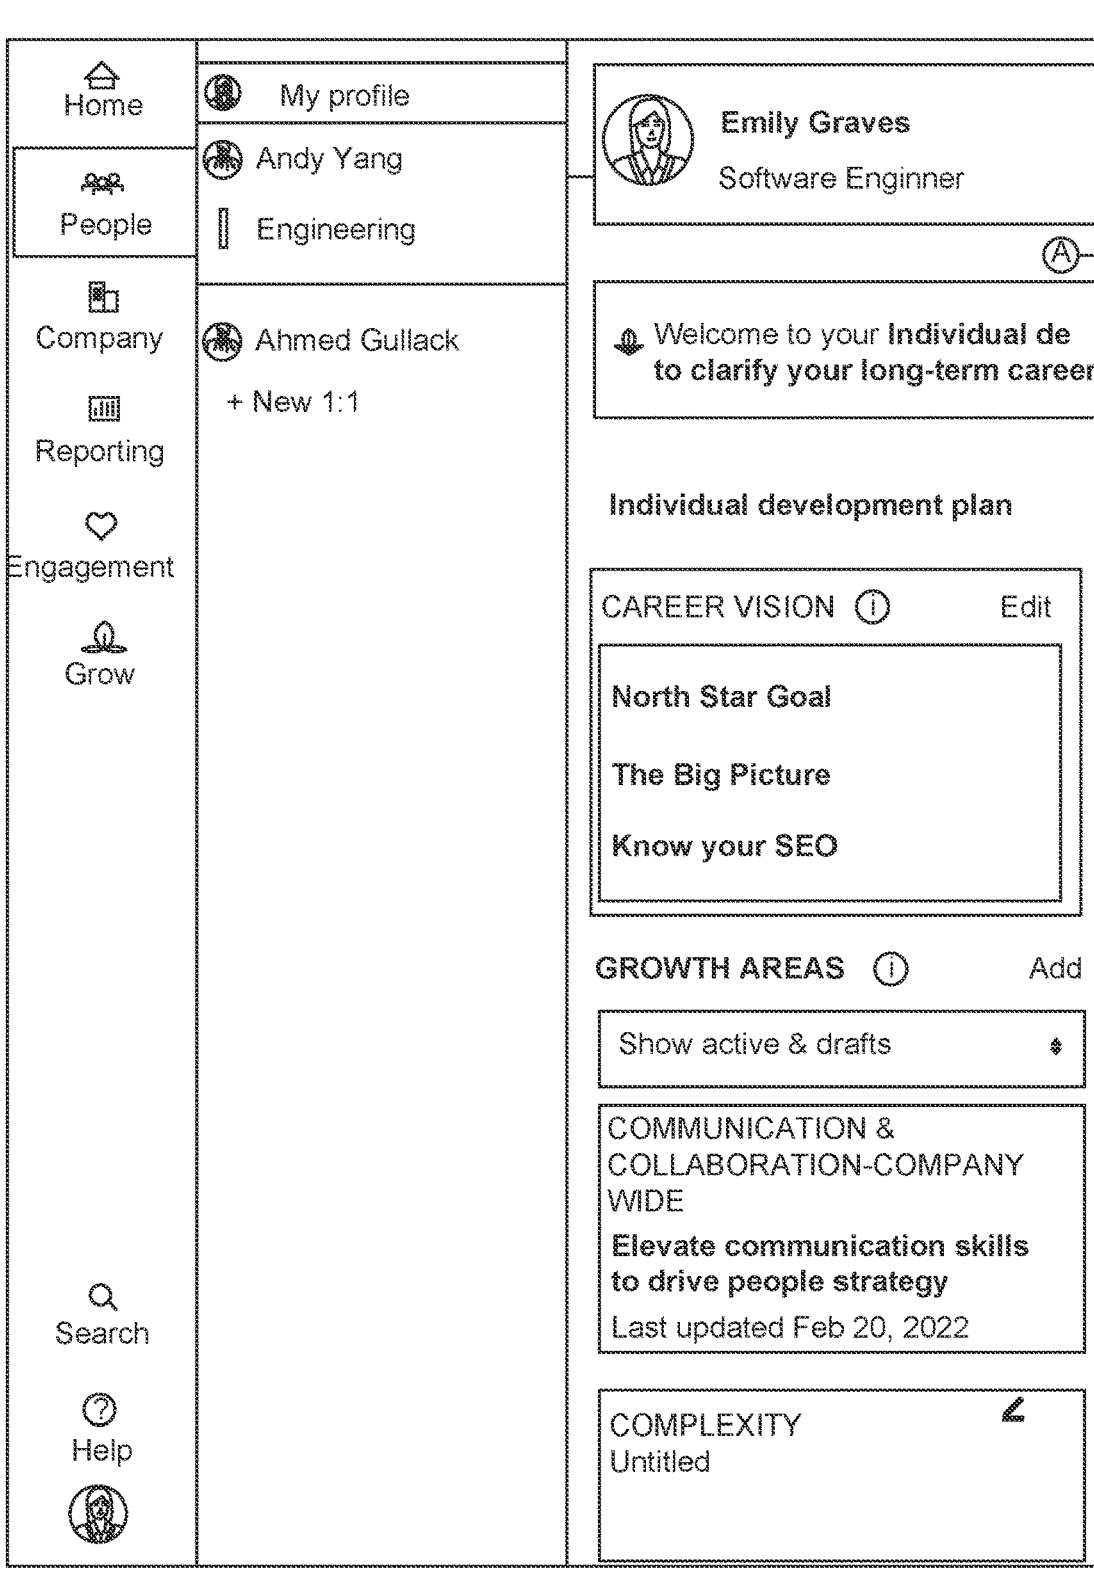 Home
People
Company
Reporting
Engagement
Grow
Search
Help
My profile
Andy Yang
Engineering
Ahmed Gullack
+ New 1:1
Emily Graves
Software Enginner
A
Welcome to your Individual de
to clarify your long-term career
Individual development plan
CAREER VISION i Edit
North Star Goal
The Big Picture
Know your SEO
GROWTH AREAS i Add
Show active & drafts
COMMUNICATION &
COLLABORATION-COMPANY
WIDE
Elevate communication skills
to drive people strategy
Last updated Feb 20, 2022
COMPLEXITY
Untitled